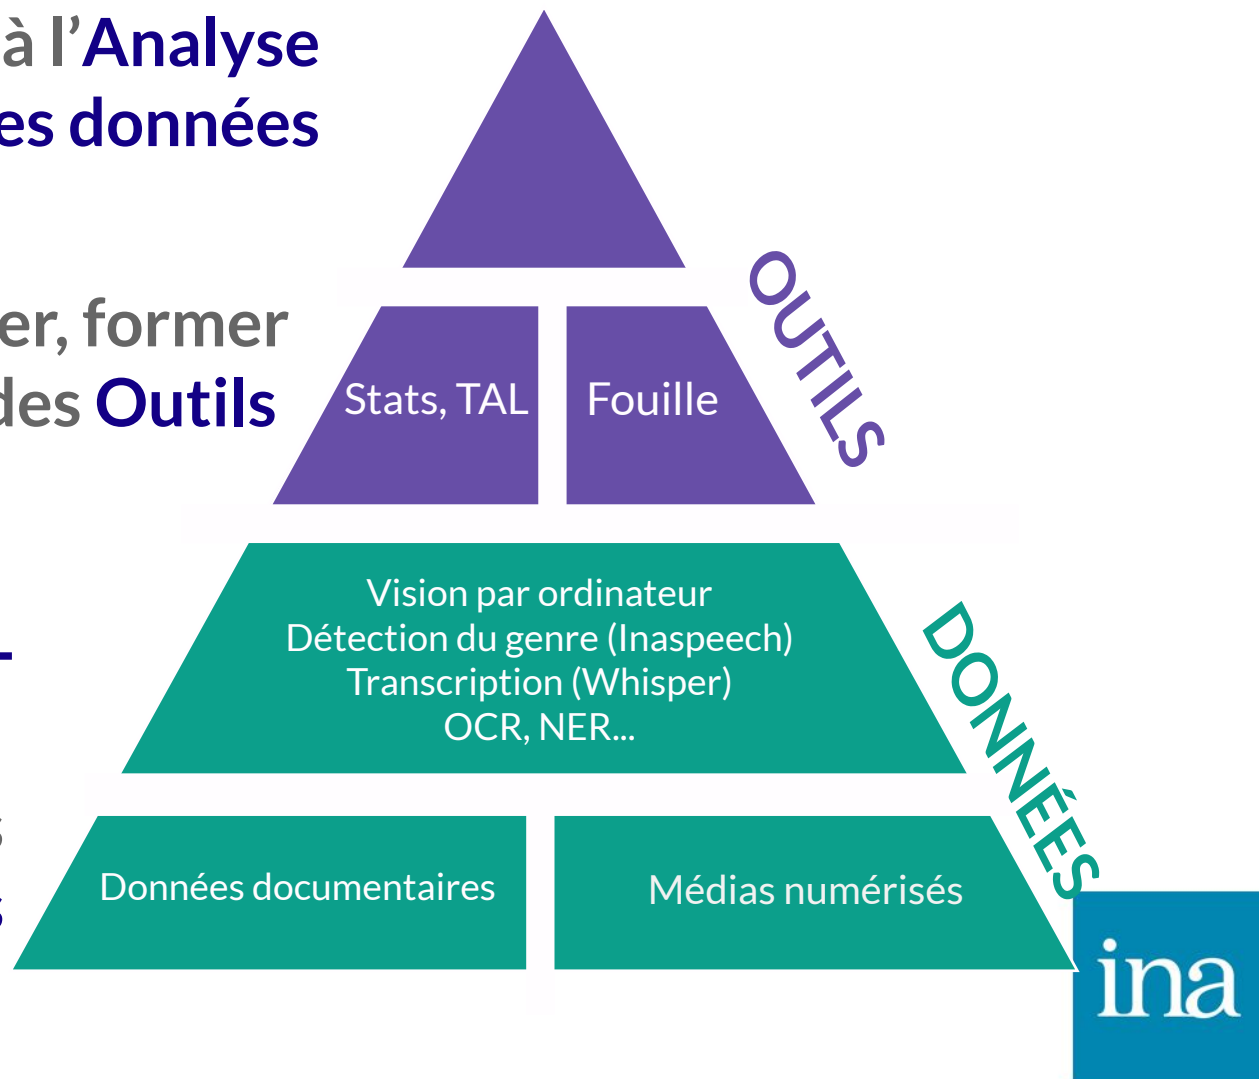 à l’Analyse
es données
er, former
des Outils
OUTILS
Stats, TAL
Fouille
Vision par ordinateur
Détection du genre (Inaspeech)
Transcription (Whisper)
OCR, NER...
DONNÉES
s
Données documentaires
Médias numérisés
s
ina